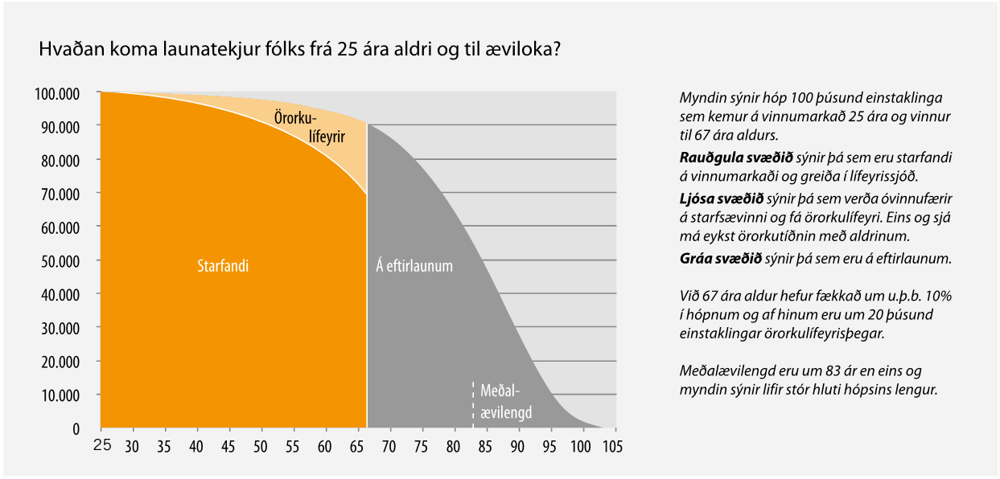 Hvaðan koma launatekjur fólks frá 25 ára aldri og til æviloka?
100.000
90.000
80.000
70.000
60.000
50.000
40.000
30.000
20.000
10.000
0
Örorku-
lífeyrir
Starfandi
Á eftirlaunum
Meðal-
ævilengd
25 30 35 40 45 50 55 60 65 70 75 80 85 90 95 100 105
Myndin sýnir hóp 100 þúsund einstaklinga
sem kemur á vinnumarkað 25 ára og vinnur
til 67 ára aldurs.
Rauðgula svæðið sýnir þá sem eru starfandi
á vinnumarkaði og greiða í lífeyrissjóð.
Ljósa svæðið sýnir þá sem verða óvinnufærir
á starfsævinni og fá örorkulífeyri. Eins og sjá
má eykst örorkutíðnin með aldrinum.
Gráa svæðið sýnir þá sem eru á eftirlaunum.
Við 67 ára aldur hefur fækkað um u.þ.b. 10%
í hópnum og af hinum eru um 20 þúsund
einstaklingar örorkulífeyrisþegar.
Meðalævilengd eru um 83 ár en eins og
myndin sýnir lifir stór hluti hópsins lengur.